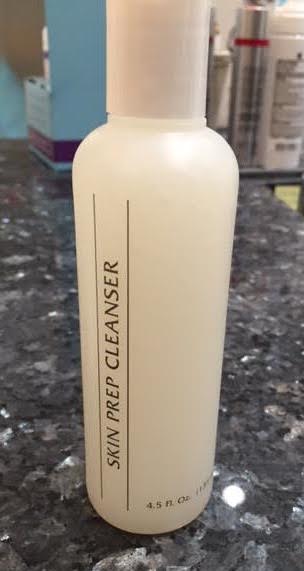 SKIN PREP CLEANSER
4.5 fl. Oz.